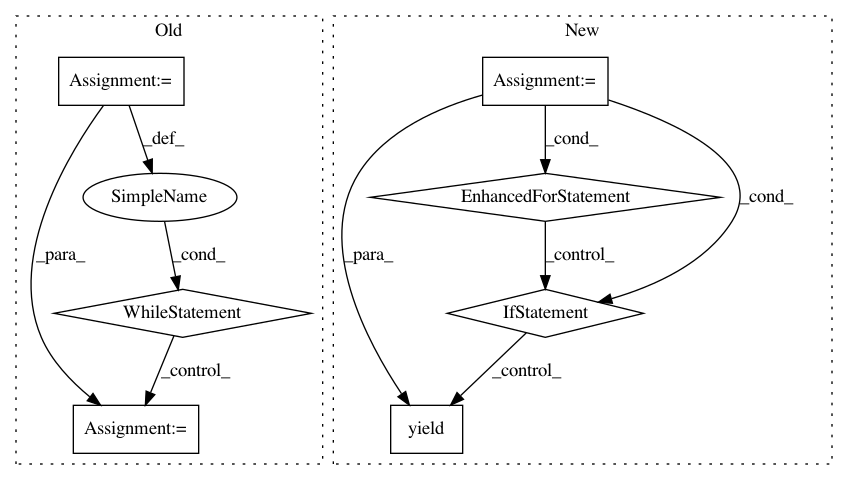 Old
New
Assignment:=
Assignment:=
_def_
_cond_
SimpleName
EnhancedForStatement
_cond_
_para_
_cond_
_para_
_control_
WhileStatement
IfStatement
_control_
_control_
Assignment:=
yield